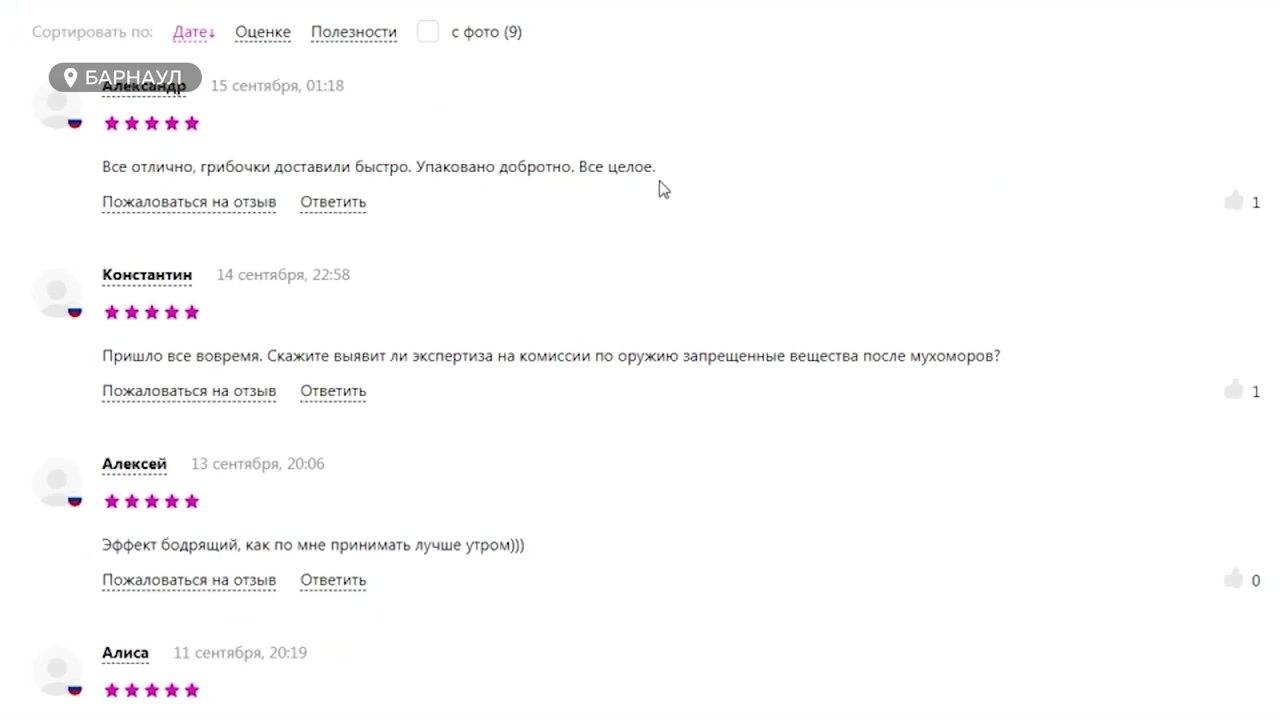 Сортировать по: Дате↓ Оценке Полезности с фото (9)
БАРНАУЛ
Александр 15 сентября, 01:18
Все отлично, грибочки доставили быстро. Упаковано добротно. Все целое.
Пожаловаться на отзыв Ответить 1
Константин 14 сентября, 22:58
Пришло все вовремя. Скажите выявит ли экспертиза на комиссии по оружию запрещенные вещества после мухоморов?
Пожаловаться на отзыв Ответить 1
Алексей 13 сентября, 20:06
Эффект бодрящий, как по мне принимать лучше утром)))
Пожаловаться на отзыв Ответить 0
Алиса 11 сентября, 20:19